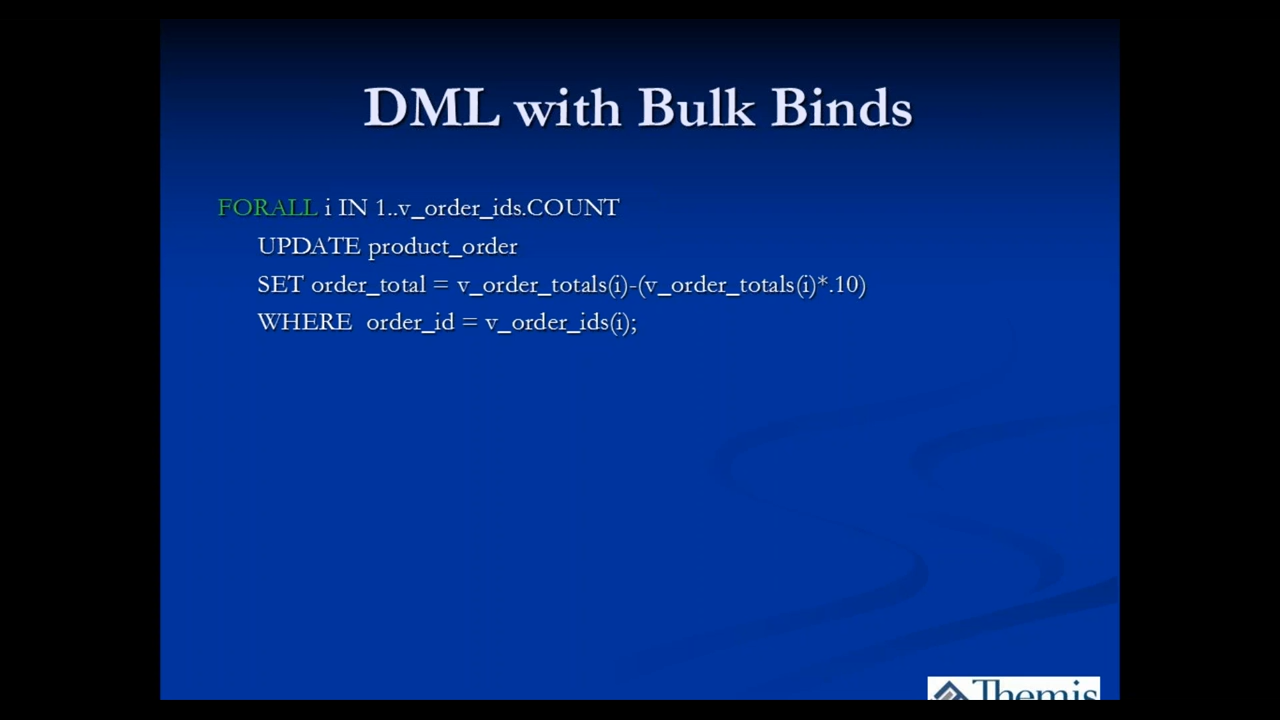 DML with Bulk Binds
FORALL i IN 1..v_order_ids.COUNT
UPDATE product_order
SET order_total = v_order_totals(i)-(v_order_totals(i)*.10)
WHERE order_id = v_order_ids(i);
Themis